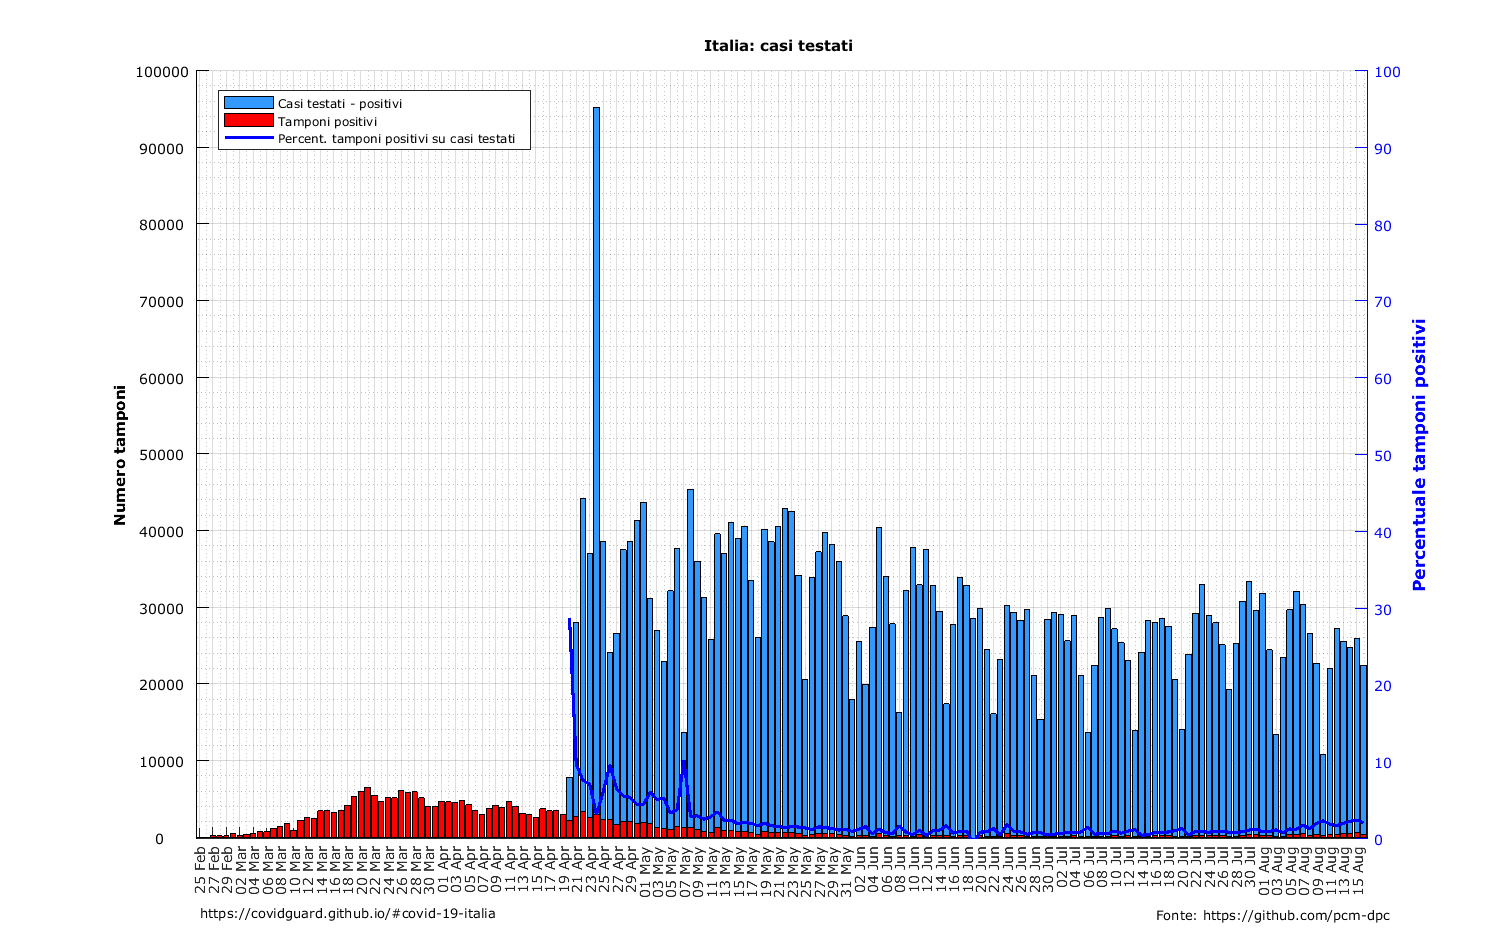 Italia: casi testati
Casi testati - positivi
Tamponi positivi
Percent. tamponi positivi su casi testati
Numero tamponi
100000
90000
80000
70000
60000
50000
40000
30000
20000
10000
0
Percentuale tamponi positivi
100
90
80
70
60
50
40
30
20
10
0
25 Feb
27 Feb
29 Feb
02 Mar
04 Mar
06 Mar
08 Mar
10 Mar
12 Mar
14 Mar
16 Mar
18 Mar
20 Mar
22 Mar
24 Mar
26 Mar
28 Mar
30 Mar
01 Apr
03 Apr
05 Apr
07 Apr
09 Apr
11 Apr
13 Apr
15 Apr
17 Apr
19 Apr
21 Apr
23 Apr
25 Apr
27 Apr
29 Apr
01 May
03 May
05 May
07 May
09 May
11 May
13 May
15 May
17 May
19 May
21 May
23 May
25 May
27 May
29 May
31 May
02 Jun
04 Jun
06 Jun
08 Jun
10 Jun
12 Jun
14 Jun
16 Jun
18 Jun
20 Jun
22 Jun
24 Jun
26 Jun
28 Jun
30 Jun
02 Jul
04 Jul
06 Jul
08 Jul
10 Jul
12 Jul
14 Jul
16 Jul
18 Jul
20 Jul
22 Jul
24 Jul
26 Jul
28 Jul
30 Jul
01 Aug
03 Aug
05 Aug
07 Aug
09 Aug
11 Aug
13 Aug
15 Aug
https://covidguard.github.io/#covid-19-italia
Fonte: https://github.com/pcm-dpc